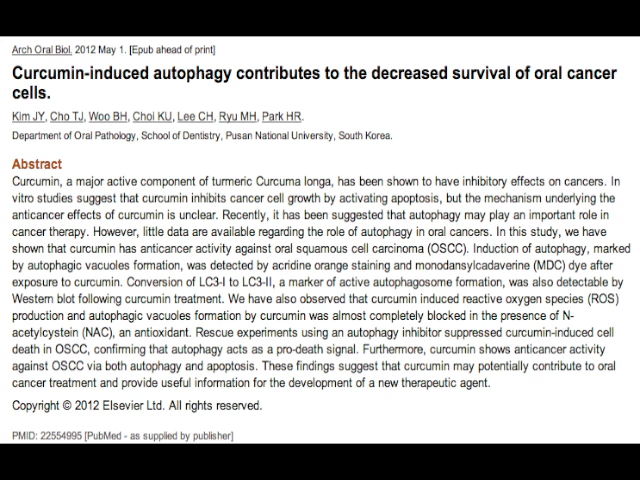 Arch Oral Biol. 2012 May 1. [Epub ahead of print]
Curcumin-induced autophagy contributes to the decreased survival of oral cancer
cells.
Kim JY, Cho TJ, Woo BH, Choi KU, Lee CH, Ryu MH, Park HR.
Department of Oral Pathology, School of Dentistry, Pusan National University, South Korea.
Abstract
Curcumin, a major active component of turmeric Curcuma longa, has been shown to have inhibitory effects on cancers. In
vitro studies suggest that curcumin inhibits cancer cell growth by activating apoptosis, but the mechanism underlying the
anticancer effects of curcumin is unclear. Recently, it has been suggested that autophagy may play an important role in
cancer therapy. However, little data are available regarding the role of autophagy in oral cancers. In this study, we have
shown that curcumin has anticancer activity against oral squamous cell carcinoma (OSCC). Induction of autophagy, marked
by autophagic vacuoles formation, was detected by acridine orange staining and monodansylcadaverine (MDC) dye after
exposure to curcumin. Conversion of LC3-I to LC3-II, a marker of active autophagosome formation, was also detectable by
Western blot following curcumin treatment. We have also observed that curcumin induced reactive oxygen species (ROS)
production and autophagic vacuoles formation by curcumin was almost completely blocked in the presence of N-
acetylcystein (NAC), an antioxidant. Rescue experiments using an autophagy inhibitor suppressed curcumin-induced cell
death in OSCC, confirming that autophagy acts as a pro-death signal. Furthermore, curcumin shows anticancer activity
against OSCC via both autophagy and apoptosis. These findings suggest that curcumin may potentially contribute to oral
cancer treatment and provide useful information for the development of a new therapeutic agent.
Copyright © 2012 Elsevier Ltd. All rights reserved.
PMID: 22554995 [PubMed - as supplied by publisher]